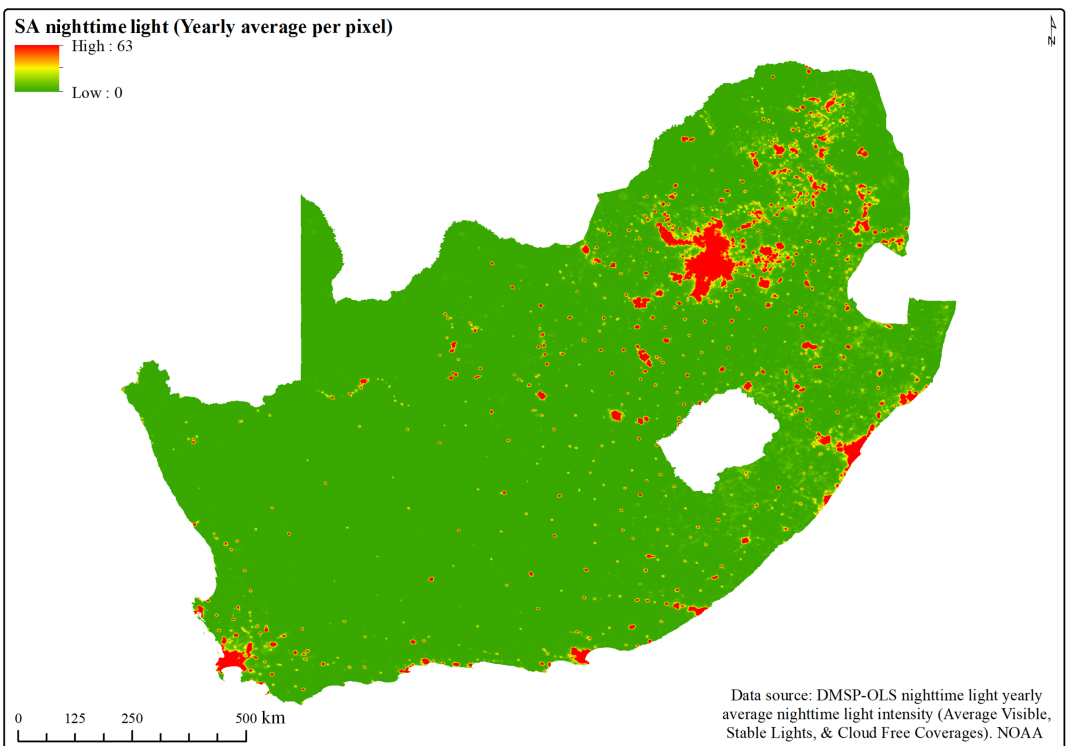 SA nighttime light (Yearly average per pixel)
High : 63
Low : 0
N
0 125 250 500 km
Data source: DMSP-OLS nighttime light yearly
average nighttime light intensity (Average Visible,
Stable Lights, & Cloud Free Coverages). NOAA